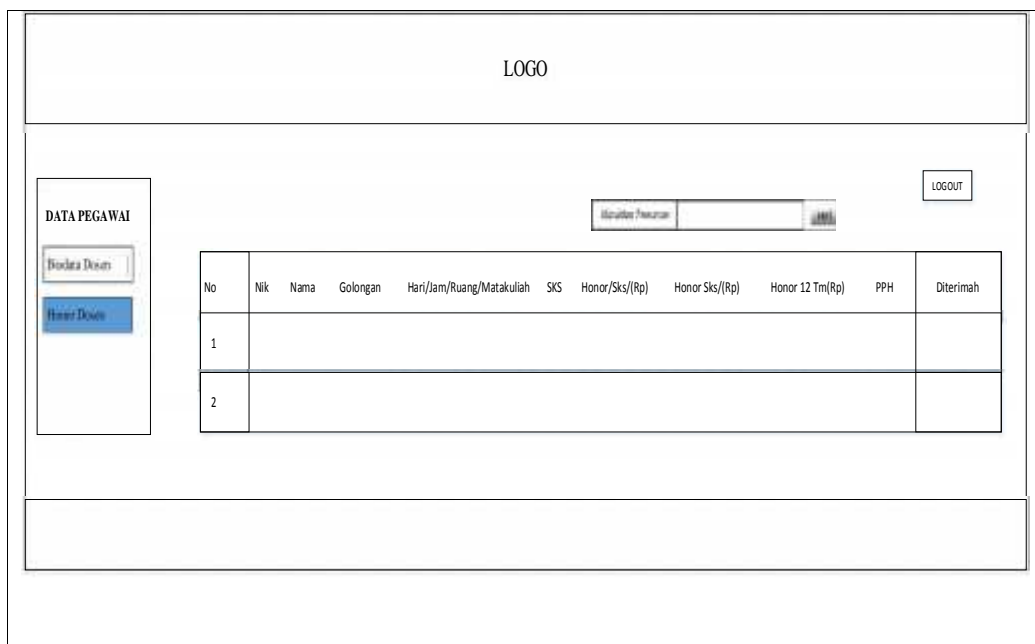 LOGO
LOGOUT
DATA PEGAWAI
Biodata Dosen
Honor Dosen
No Nik Nama Golongan Hari/Jam/Ruang/Matakuliah SKS Honor/Sks/(Rp) Honor Sks/(Rp) Honor 12 Tm(Rp) PPH Diterimah
1
2